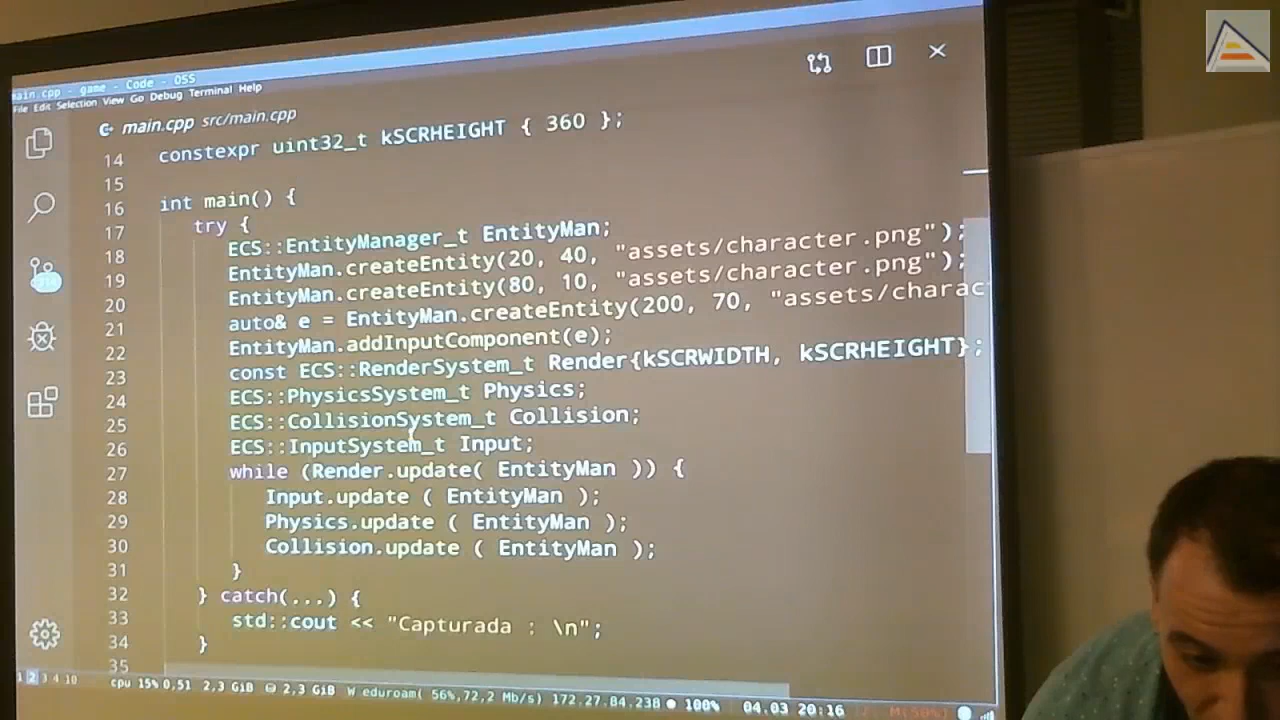 main.cpp - game - Code - OSS
File Edit Selection View Go Debug Terminal Help
main.cpp src/main.cpp
14 constexpr uint32_t kSCRHEIGHT { 360 };
15
16 int main() {
17 try {
18 ECS::EntityManager_t EntityMan;
19 EntityMan.createEntity(20, 40, "assets/character.png");
20 EntityMan.createEntity(80, 10, "assets/character.png");
21 auto& e = EntityMan.createEntity(200, 70, "assets/charac
22 EntityMan.addInputComponent(e);
23 const ECS::RenderSystem_t Render{kSCRWIDTH, kSCRHEIGHT};
24 ECS::PhysicsSystem_t Physics;
25 ECS::CollisionSystem_t Collision;
26 ECS::InputSystem_t Input;
27 while (Render.update( EntityMan )) {
28 Input.update ( EntityMan );
29 Physics.update ( EntityMan );
30 Collision.update ( EntityMan );
31 }
32 } catch(...) {
33 std::cout << "Capturada : \n";
34 }
35
1 2 3 4 10 cpu 15% 0,51 2,3 GiB 2,3 GiB W eduroam( 56%,72,2 Mb/s) 172.27.84.238 100% 04.03 20:16